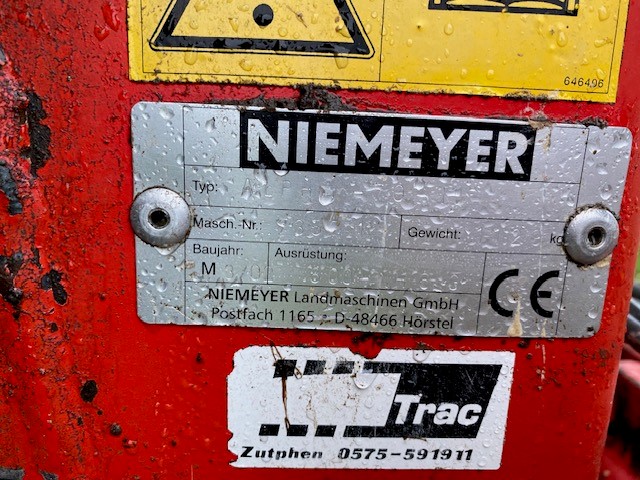 646496
NIEMEYER
Typ:
Masch.-Nr.:
Gewicht: kg
Baujahr: Ausrüstung:
M
NIEMEYER Landmaschinen GmbH
Postfach 1165 - D-48466 Hörstel
CE
Trac
Zutphen 0575-591911